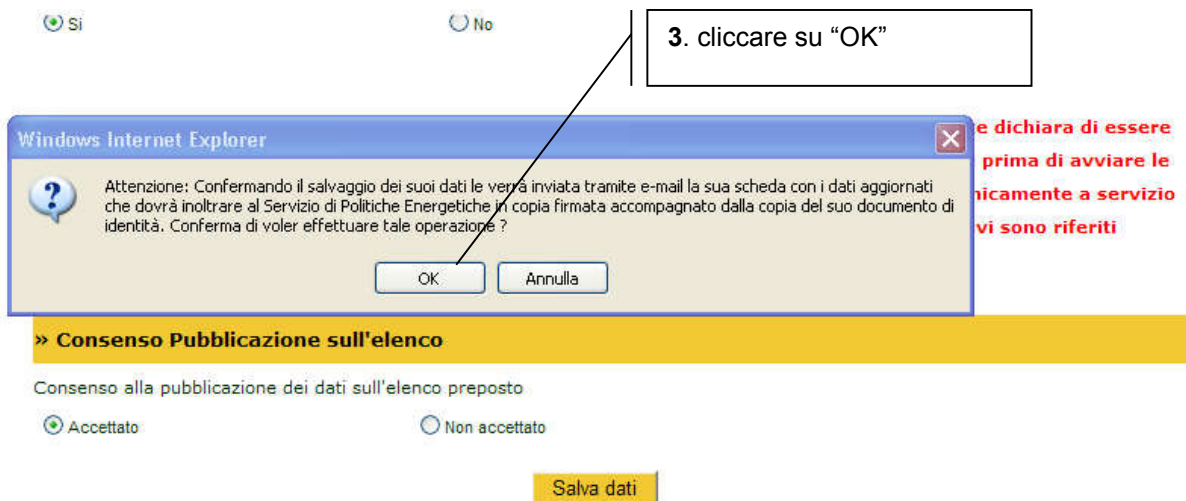 Si
No
3. cliccare su “OK”
Windows Internet Explorer
e dichiara di essere
prima di avviare le
nicamente a servizio
vi sono riferiti
Attenzione: Confermando il salvaggio dei suoi dati le verrà inviata tramite e-mail la sua scheda con i dati aggiornati
che dovrà inoltrare al Servizio di Politiche Energetiche in copia firmata accompagnato dalla copia del suo documento di
identità. Conferma di voler effettuare tale operazione ?
OK
Annulla
» Consenso Pubblicazione sull'elenco
Consenso alla pubblicazione dei dati sull'elenco preposto
Accettato
Non accettato
Salva dati